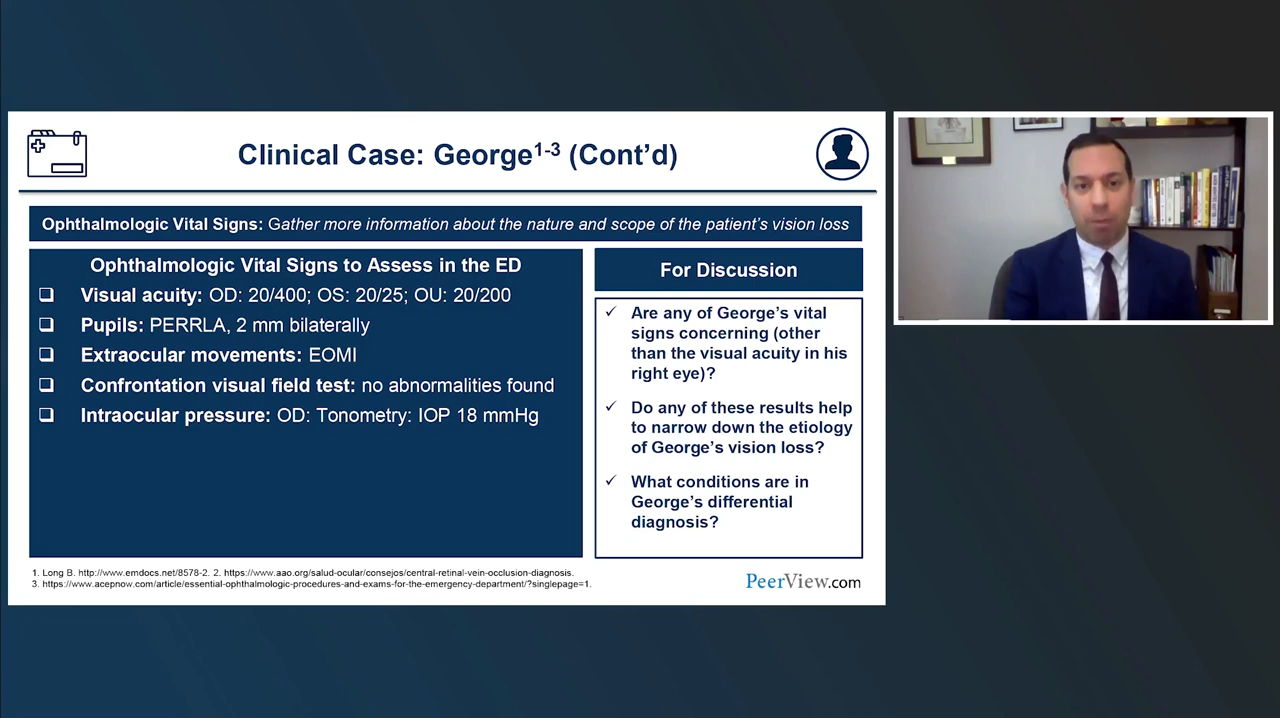 Clinical Case: George1-3 (Cont’d)
Ophthalmologic Vital Signs: Gather more information about the nature and scope of the patient’s vision loss
Ophthalmologic Vital Signs to Assess in the ED
❑ Visual acuity: OD: 20/400; OS: 20/25; OU: 20/200
❑ Pupils: PERRLA, 2 mm bilaterally
❑ Extraocular movements: EOMI
❑ Confrontation visual field test: no abnormalities found
❑ Intraocular pressure: OD: Tonometry: IOP 18 mmHg
For Discussion
✓ Are any of George’s vital
signs concerning (other
than the visual acuity in his
right eye)?
✓ Do any of these results help
to narrow down the etiology
of George’s vision loss?
✓ What conditions are in
George’s differential
diagnosis?
1. Long B. http://www.emdocs.net/8578-2. 2. https://www.aao.org/salud-ocular/consejos/central-retinal-vein-occlusion-diagnosis.
3. https://www.acepnow.com/article/essential-ophthalmologic-procedures-and-exams-for-the-emergency-department/?singlepage=1.
PeerView.com